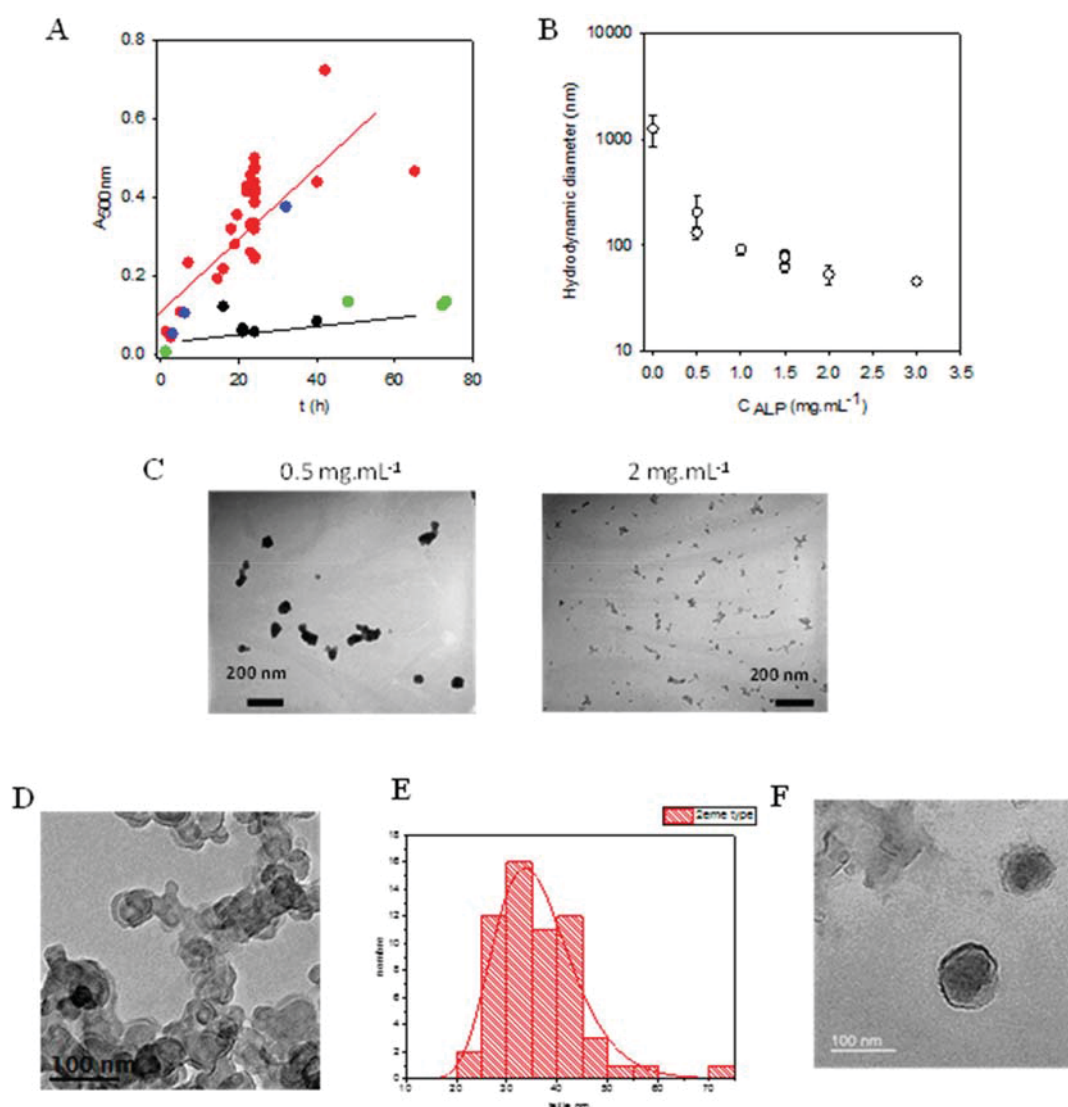 A
0.8
0.6
0.4
0.2
0.0
A500nm
0 20 40 60 80
t (h)
B
10000
1000
100
10
Hydrodynamic diameter (nm)
0.0 0.5 1.0 1.5 2.0 2.5 3.0 3.5
C ALP (mg.mL-1)
C
0.5 mg.mL-1
2 mg.mL-1
200 nm
200 nm
D
100 nm
E
2eme type
18
16
14
12
10
8
6
4
2
0
nombre
10 20 30 40 50 60 70
F
100 nm